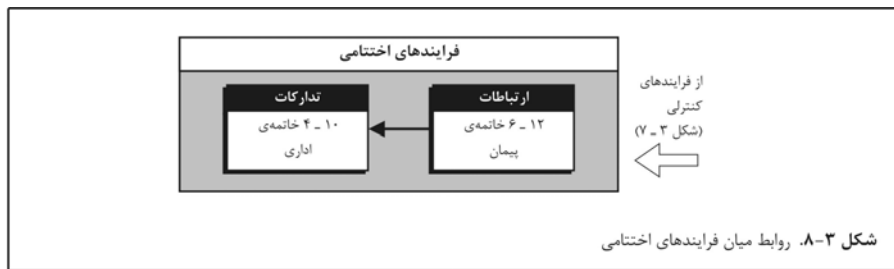 فرایندهای اختتامی
ارتباطات
۱۲ _ ۶ خاتمه‌ی
پیمان
تدارکات
۱۰ _ ۴ خاتمه‌ی
اداری
از فرایندهای
کنترلی
(شکل ۳ _ ۷)
شکل ۳-۸. روابط میان فرایندهای اختتامی